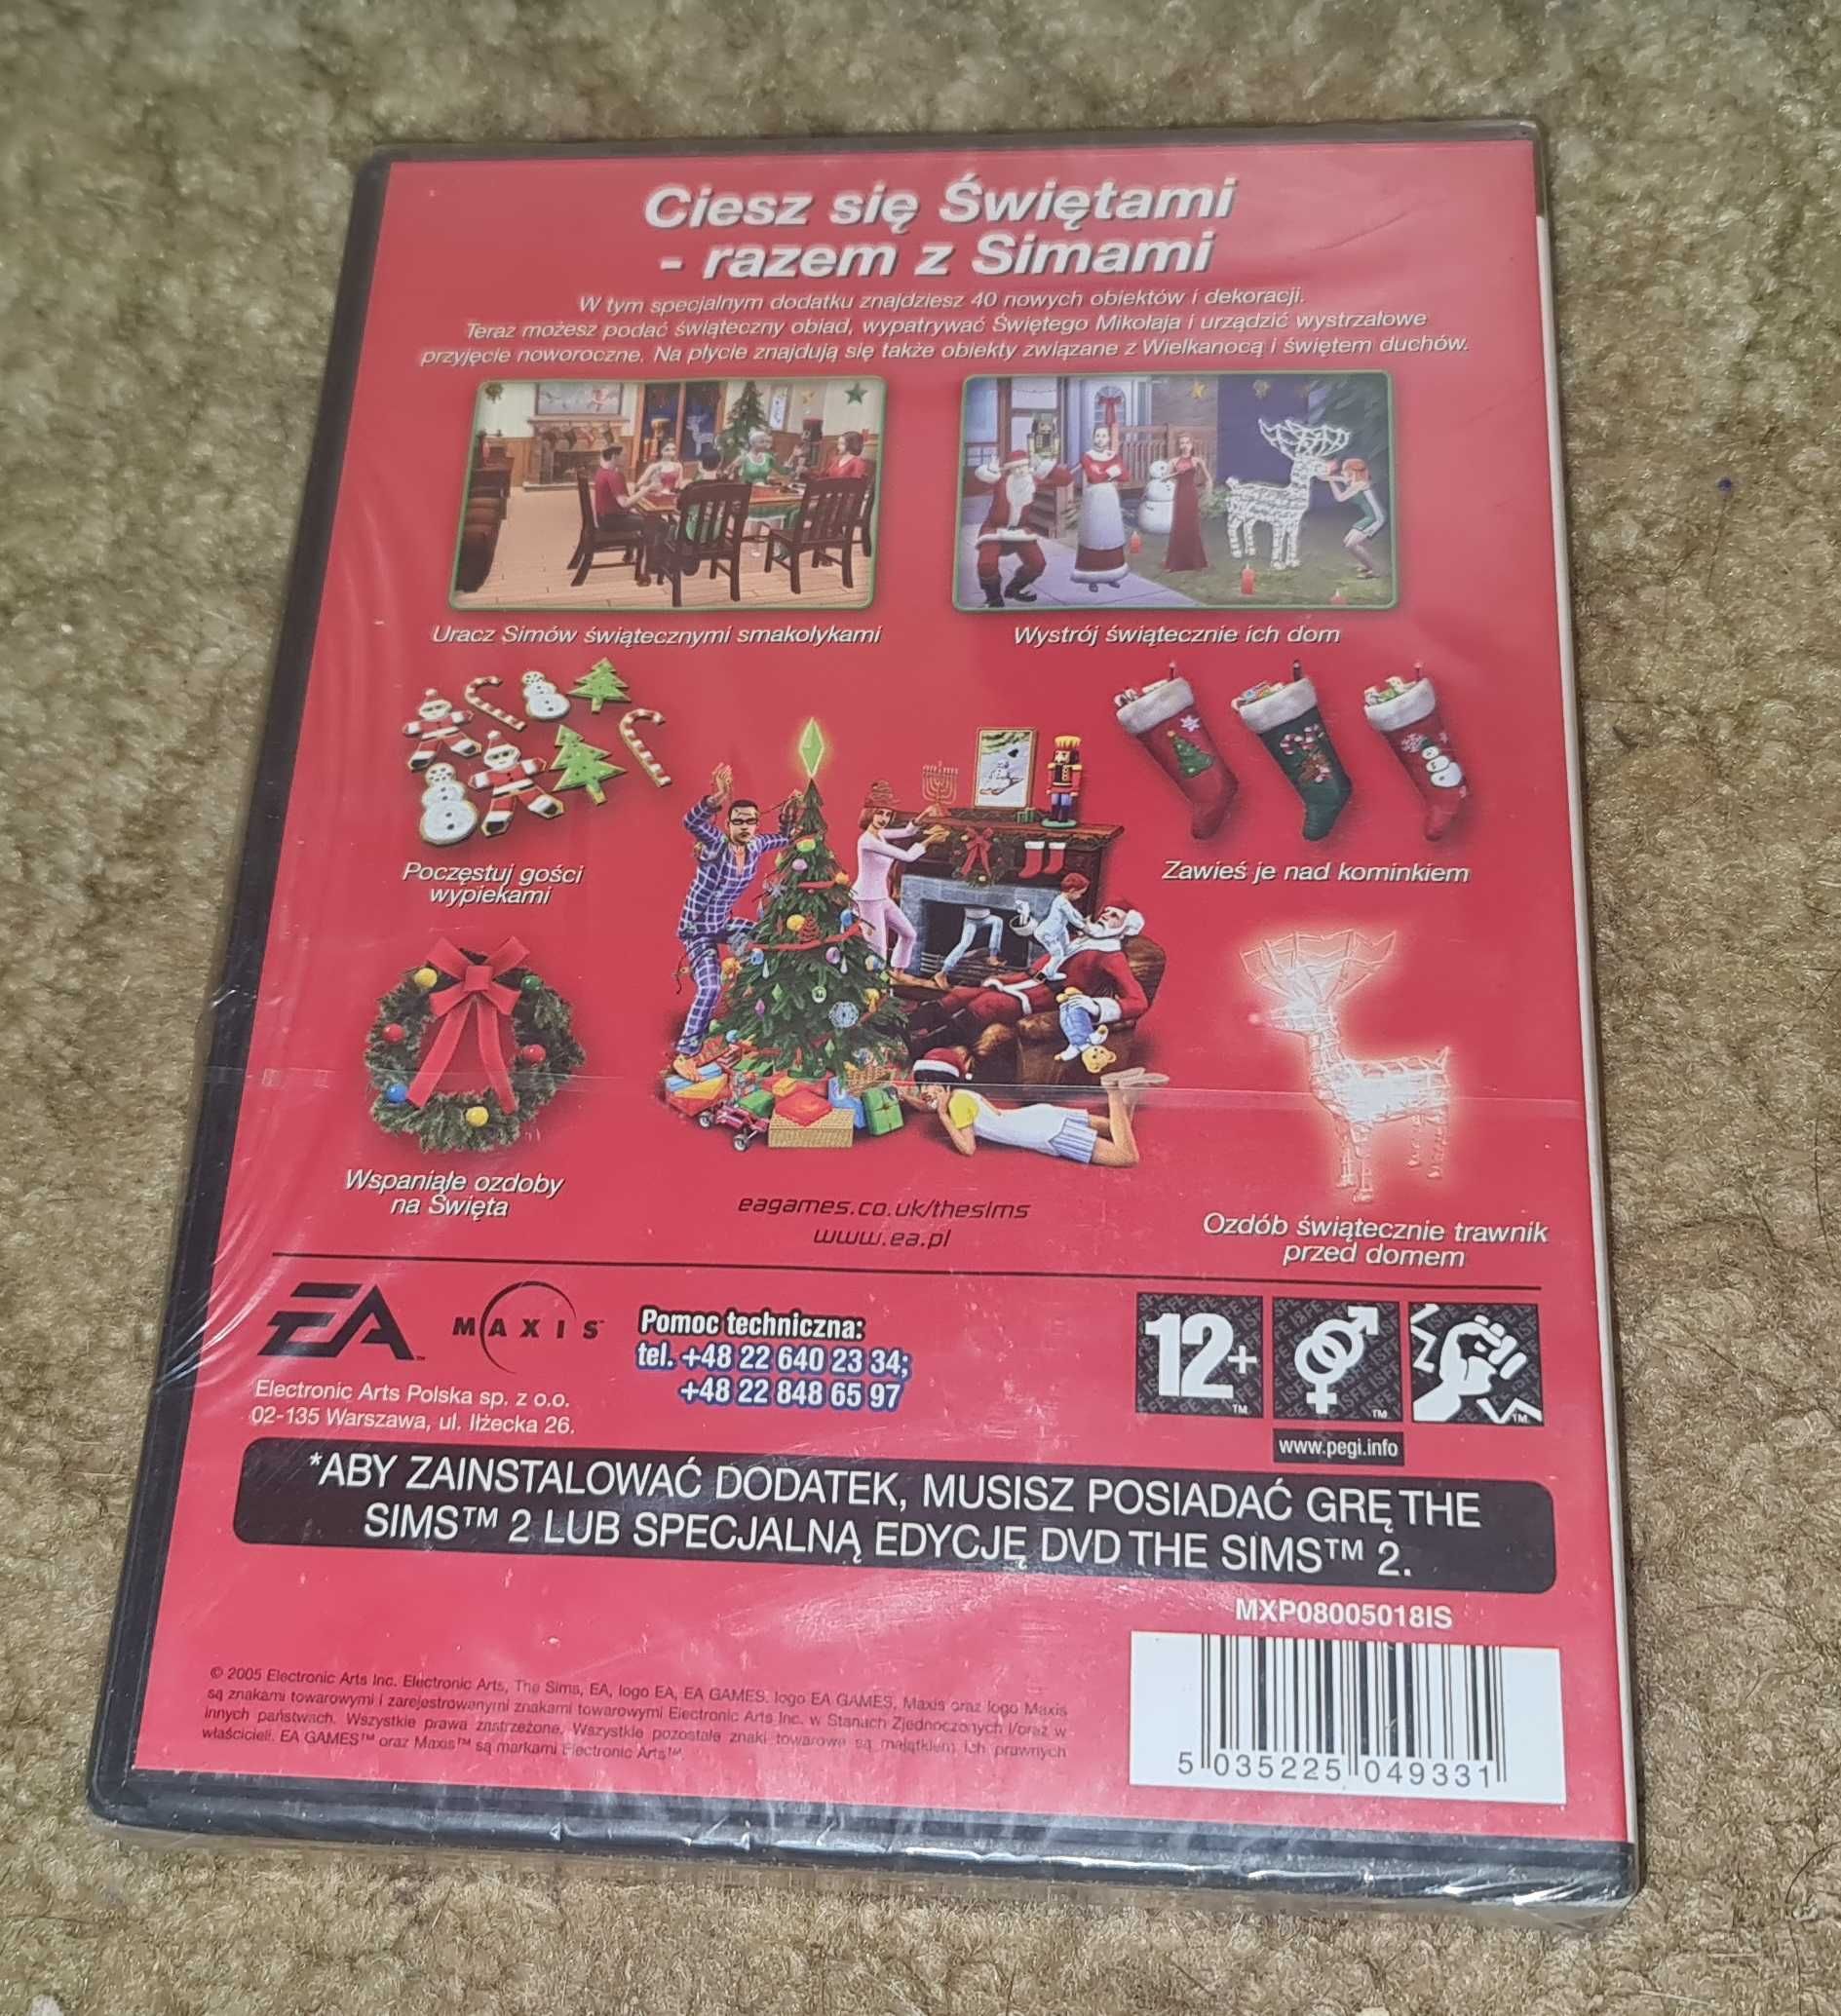 Ciesz się Świętami
- razem z Simami
W tym specjalnym dodatku znajdziesz 40 nowych obiektów i dekoracji.
Teraz możesz podać świąteczny obiad, wypatrywać Świętego Mikołaja i urządzić wystrzałowe
przyjęcie noworoczne. Na płycie znajdują się także obiekty związane z Wielkanocą i świętem duchów.
Uracz Simów świątecznymi smakołykami
Wystrój świątecznie ich dom
Poczęstuj gości
wypiekami
Zawieś je nad kominkiem
Wspaniałe ozdoby
na Święta
eagames.co.uk/thesims
www.ea.pl
Ozdób świątecznie trawnik
przed domem
EA™
MAXIS™
Pomoc techniczna:
tel. +48 22 640 23 34;
+48 22 848 65 97
Electronic Arts Polska sp. z o.o.
02-135 Warszawa, ul. Iłżecka 26.
12+
www.pegi.info
*ABY ZAINSTALOWAĆ DODATEK, MUSISZ POSIADAĆ GRĘ THE
SIMS™ 2 LUB SPECJALNĄ EDYCJĘ DVD THE SIMS™ 2.
MXP08005018IS
© 2005 Electronic Arts Inc. Electronic Arts, The Sims, EA, logo EA, EA GAMES, logo EA GAMES, Maxis oraz logo Maxis
są znakami towarowymi i zarejestrowanymi znakami towarowymi Electronic Arts Inc. w Stanach Zjednoczonych i/oraz w
innych państwach. Wszystkie prawa zastrzeżone. Wszystkie pozostałe znaki towarowe są majątkiem ich prawnych
właścicieli. EA GAMES™ oraz Maxis™ są markami Electronic Arts™.
5 035225 049331